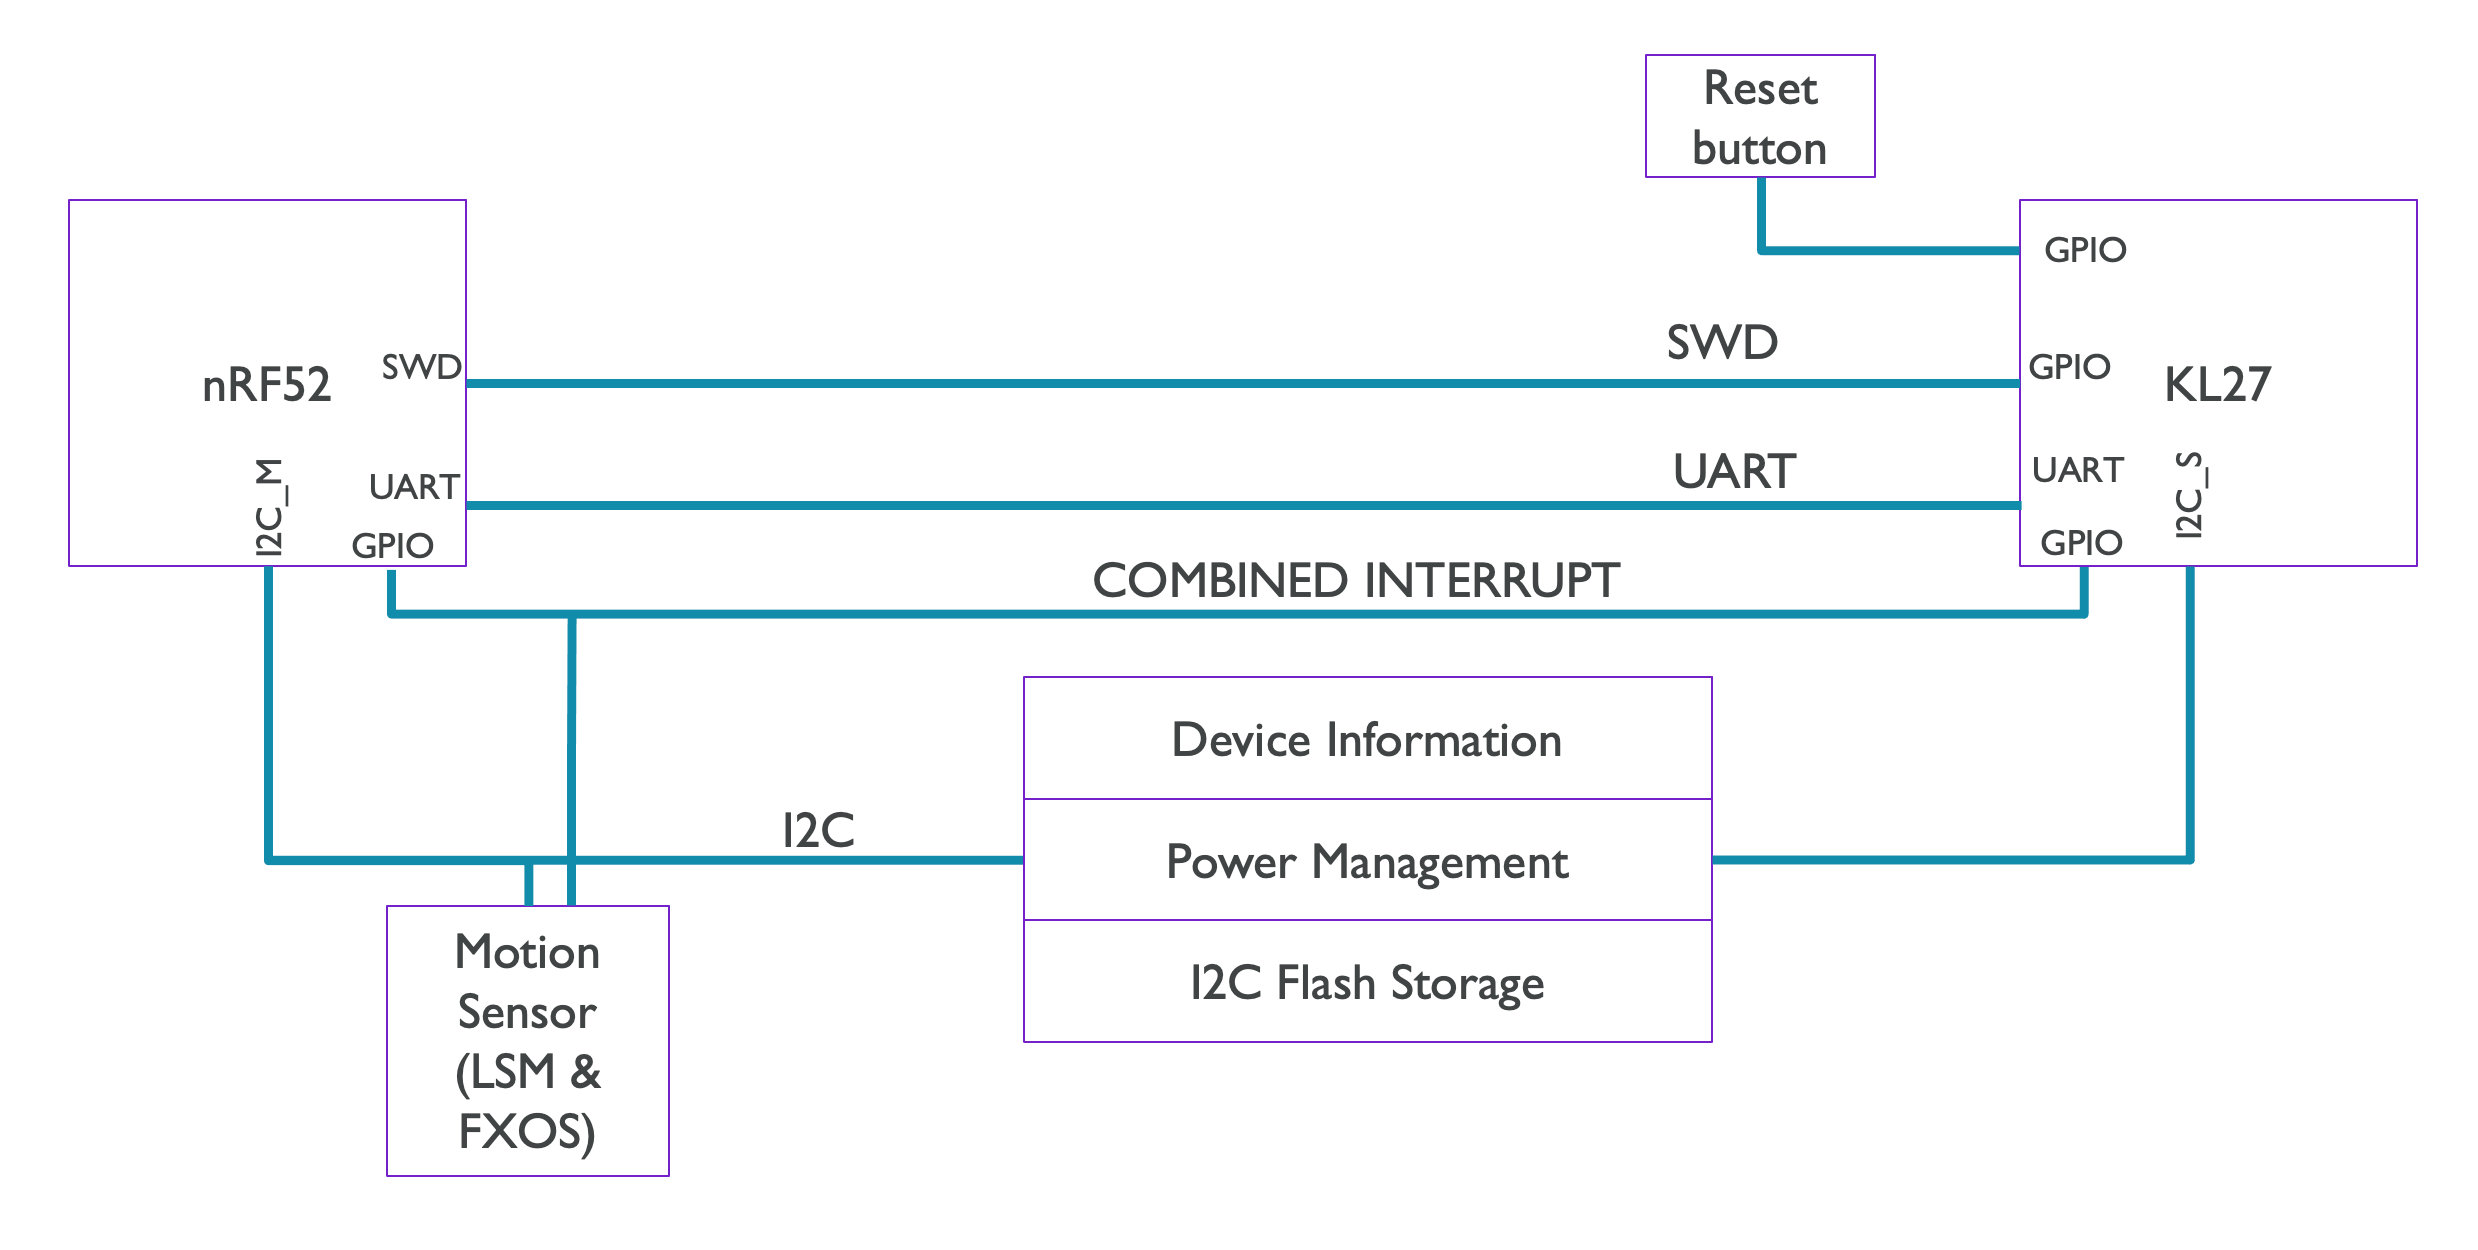 Reset
button
GPIO
SWD
SWD
GPIO
nRF52
KL27
UART
UART
UART
I2C_M
I2C_S
GPIO
GPIO
COMBINED INTERRUPT
Device Information
I2C
Power Management
Motion
Sensor
(LSM &
FXOS)
I2C Flash Storage